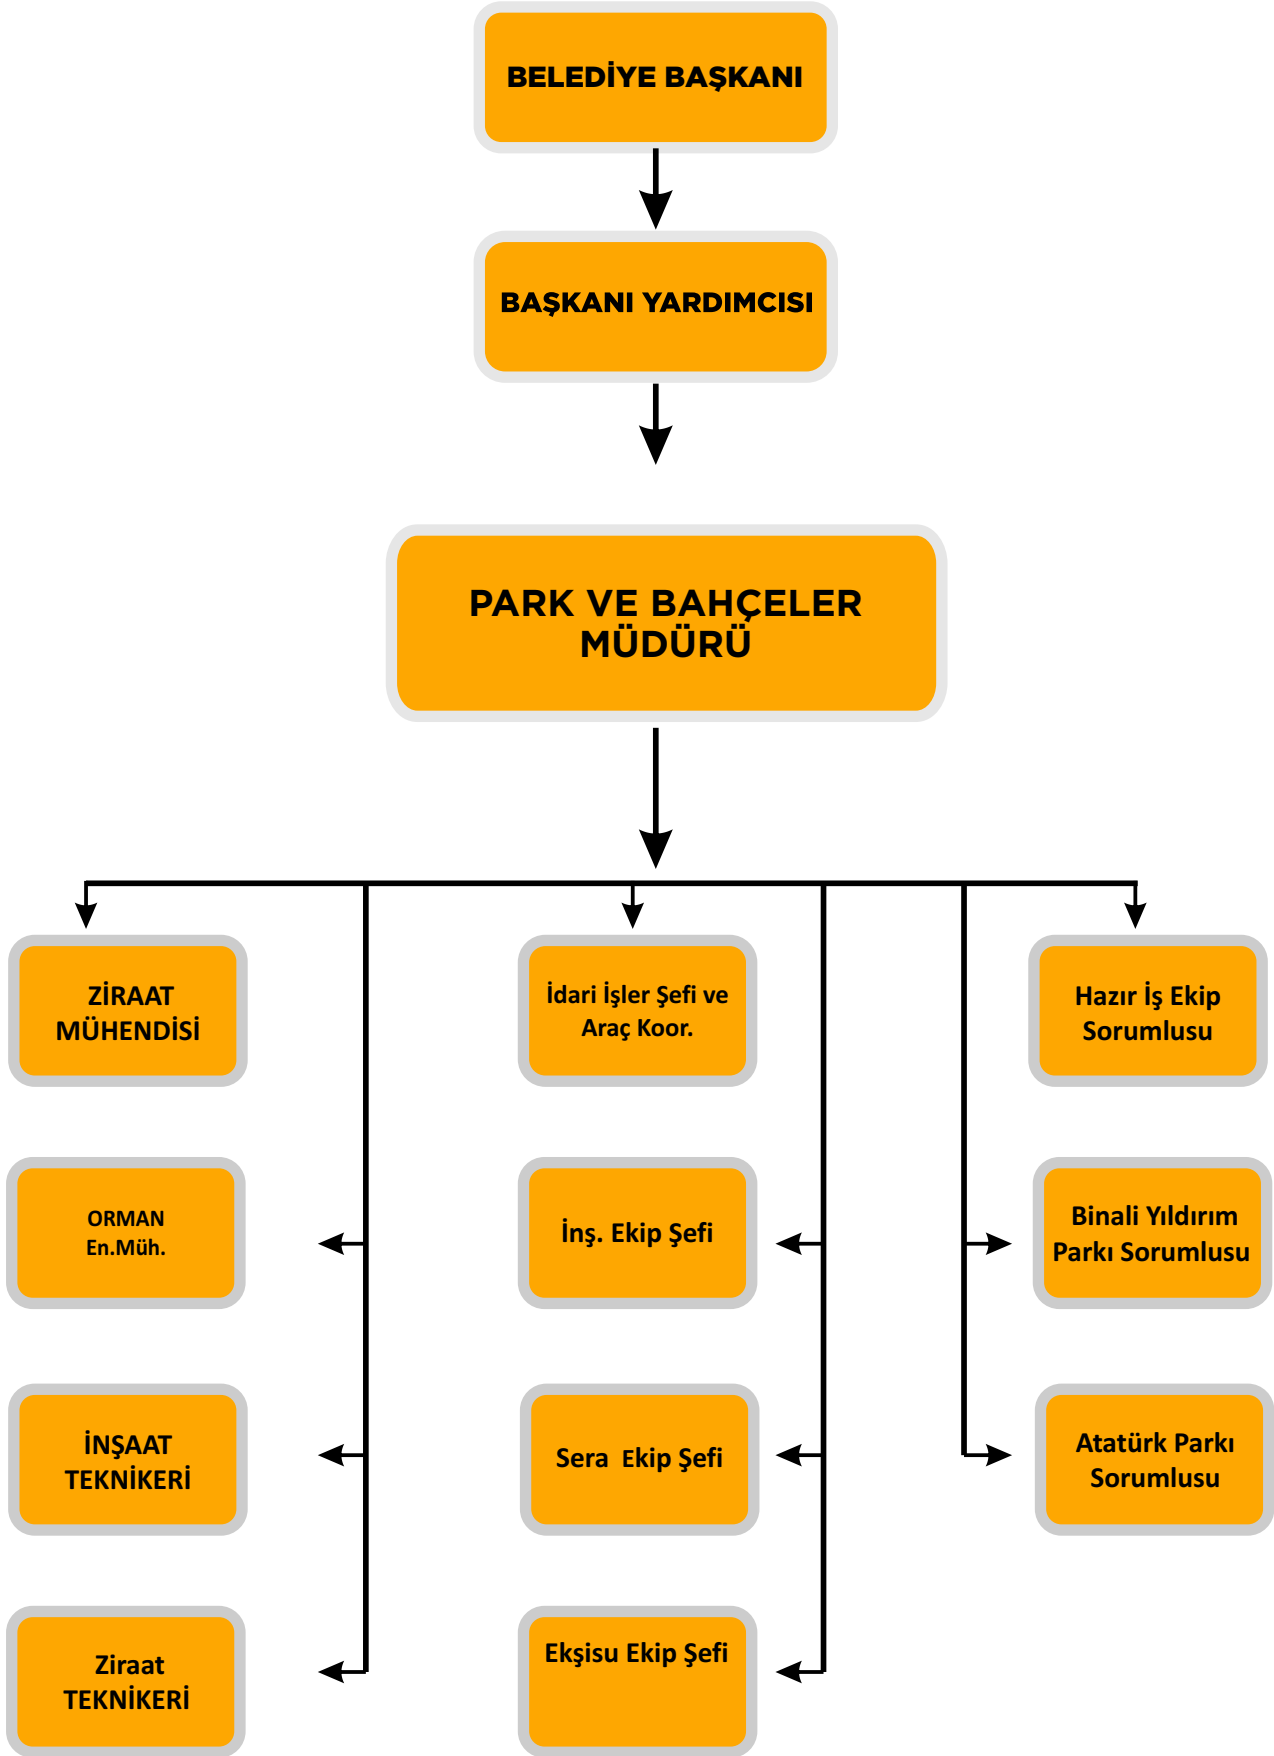 BELEDİYE BAŞKANI
BAŞKANI YARDIMCISI
PARK VE BAHÇELER
MÜDÜRÜ
ZİRAAT
MÜHENDİSİ
İdari İşler Şefi ve
Araç Koor.
Hazır İş Ekip
Sorumlusu
ORMAN
En.Müh.
İnş. Ekip Şefi
Binali Yıldırım
Parkı Sorumlusu
İNŞAAT
TEKNİKERİ
Sera Ekip Şefi
Atatürk Parkı
Sorumlusu
Ziraat
TEKNİKERİ
Ekşisu Ekip Şefi